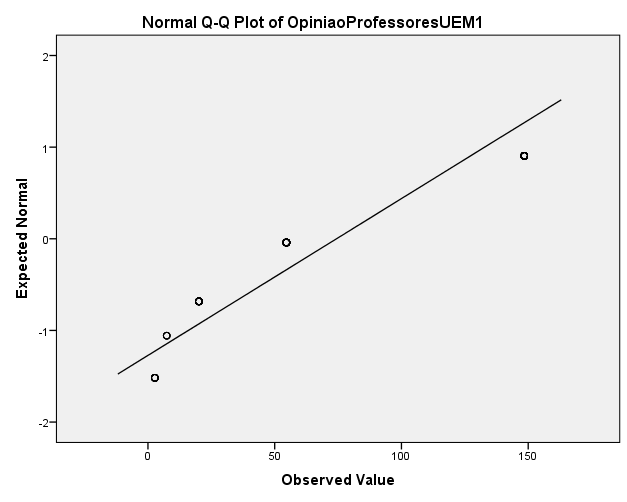 Normal Q-Q Plot of OpiniaoProfessoresUEM1
2
1
0
-1
-2
Expected Normal
0 50 100 150
Observed Value